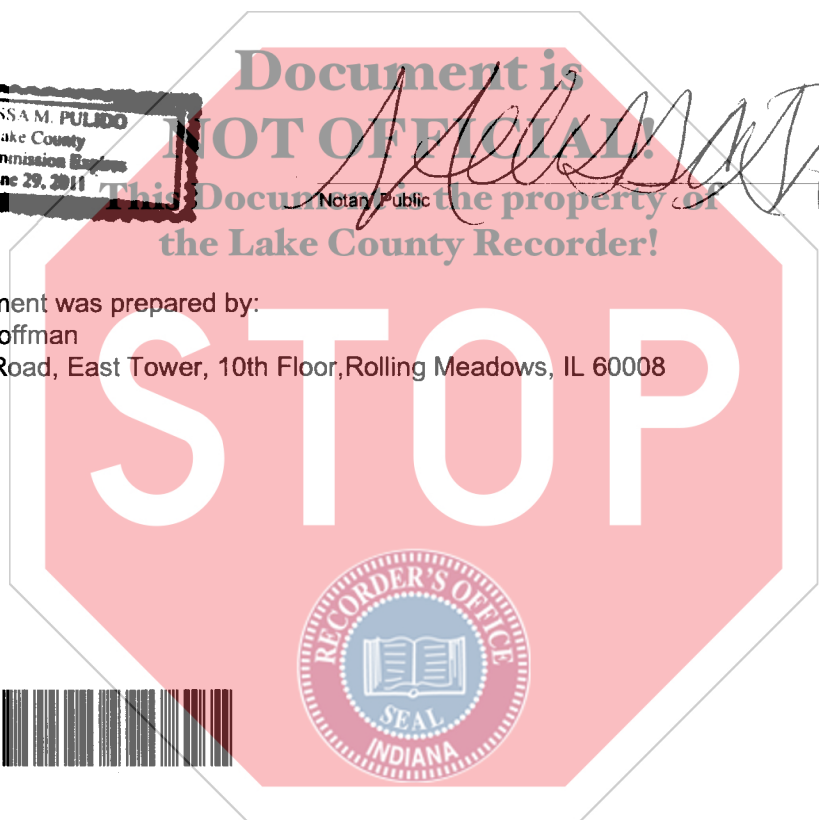 Document is
NOT OFFICIAL!
This Document is the property of
the Lake County Recorder!
SSA M. PULIDO
ake County
mmission Expires
ne 29, 2011
Notary Public
nent was prepared by:
offman
Road, East Tower, 10th Floor,Rolling Meadows, IL 60008
STOP
RECORDER'S OFFICE
SEAL
INDIANA